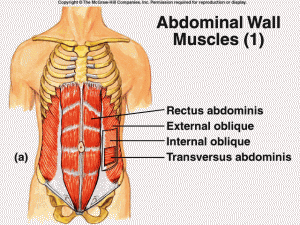 Copyright © The McGraw-Hill Companies, Inc. Permission required for reproduction or display.
Abdominal Wall
Muscles (1)
Rectus abdominis
External oblique
Internal oblique
(a)
Transversus abdominis